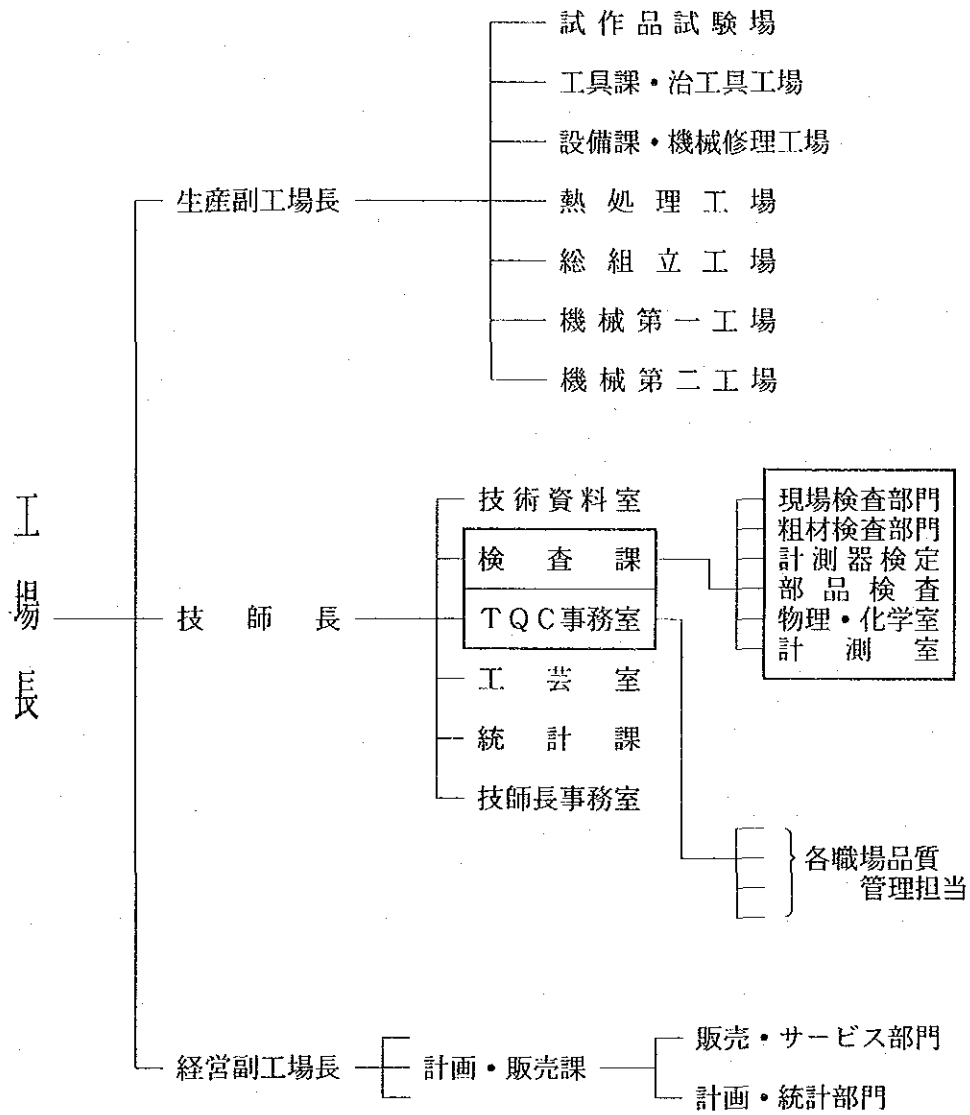 試作品試験場
工具課・治工具工場
設備課・機械修理工場
生産副工場長
熱処理工場
総組立工場
機械第一工場
機械第二工場
工場長
技師長
技術資料室
検査課
TQC事務室
工芸室
統計課
技師長事務室
現場検査部門
粗材検査部門
計測器検定
部品検査
物理・化学室
計測室
各職場品質
管理担当
経営副工場長
計画・販売課
販売・サービス部門
計画・統計部門